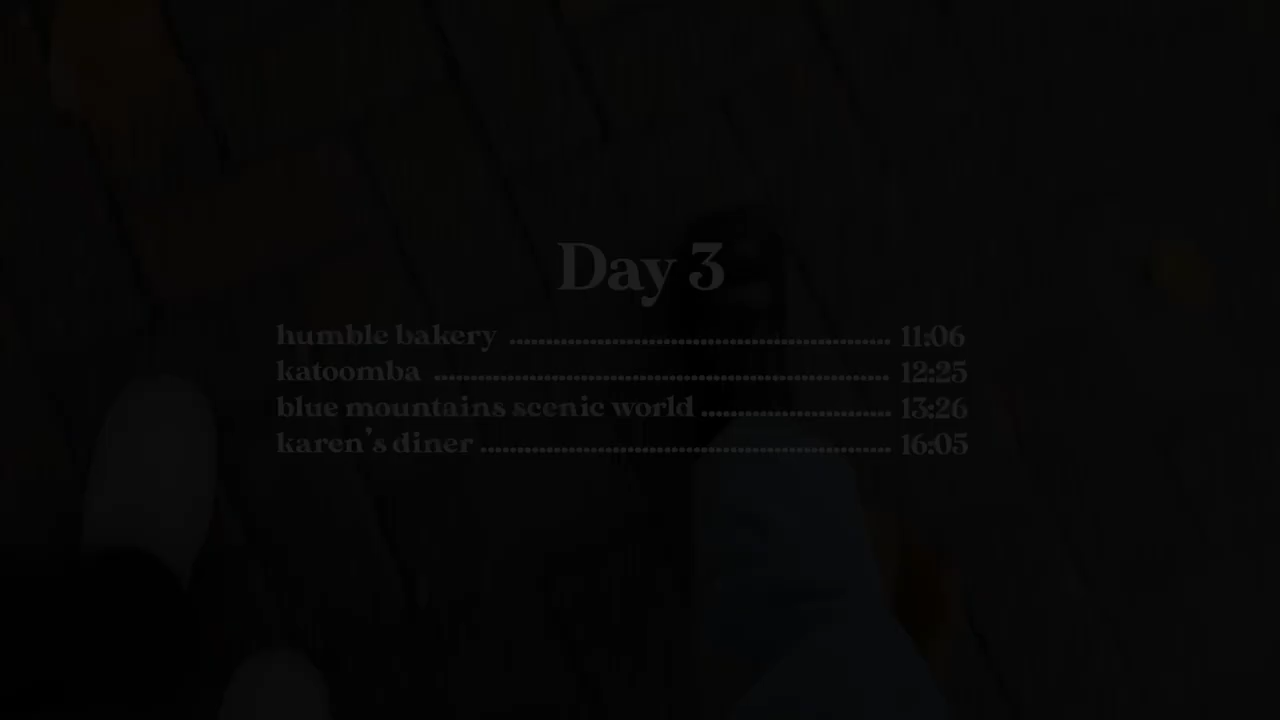 Day 3
humble bakery ........................................................ 11:06
katoomba ................................................................... 12:25
blue mountains scenic world ............................ 13:26
karen's diner ............................................................ 16:05